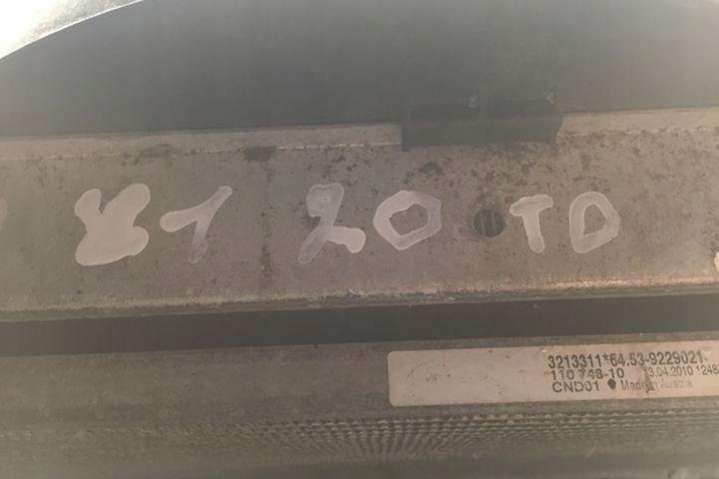 X1 20 TD
3213311*64.53-9229021-
110 748-10 13.04.2010 1248
CND01 Made in Austria